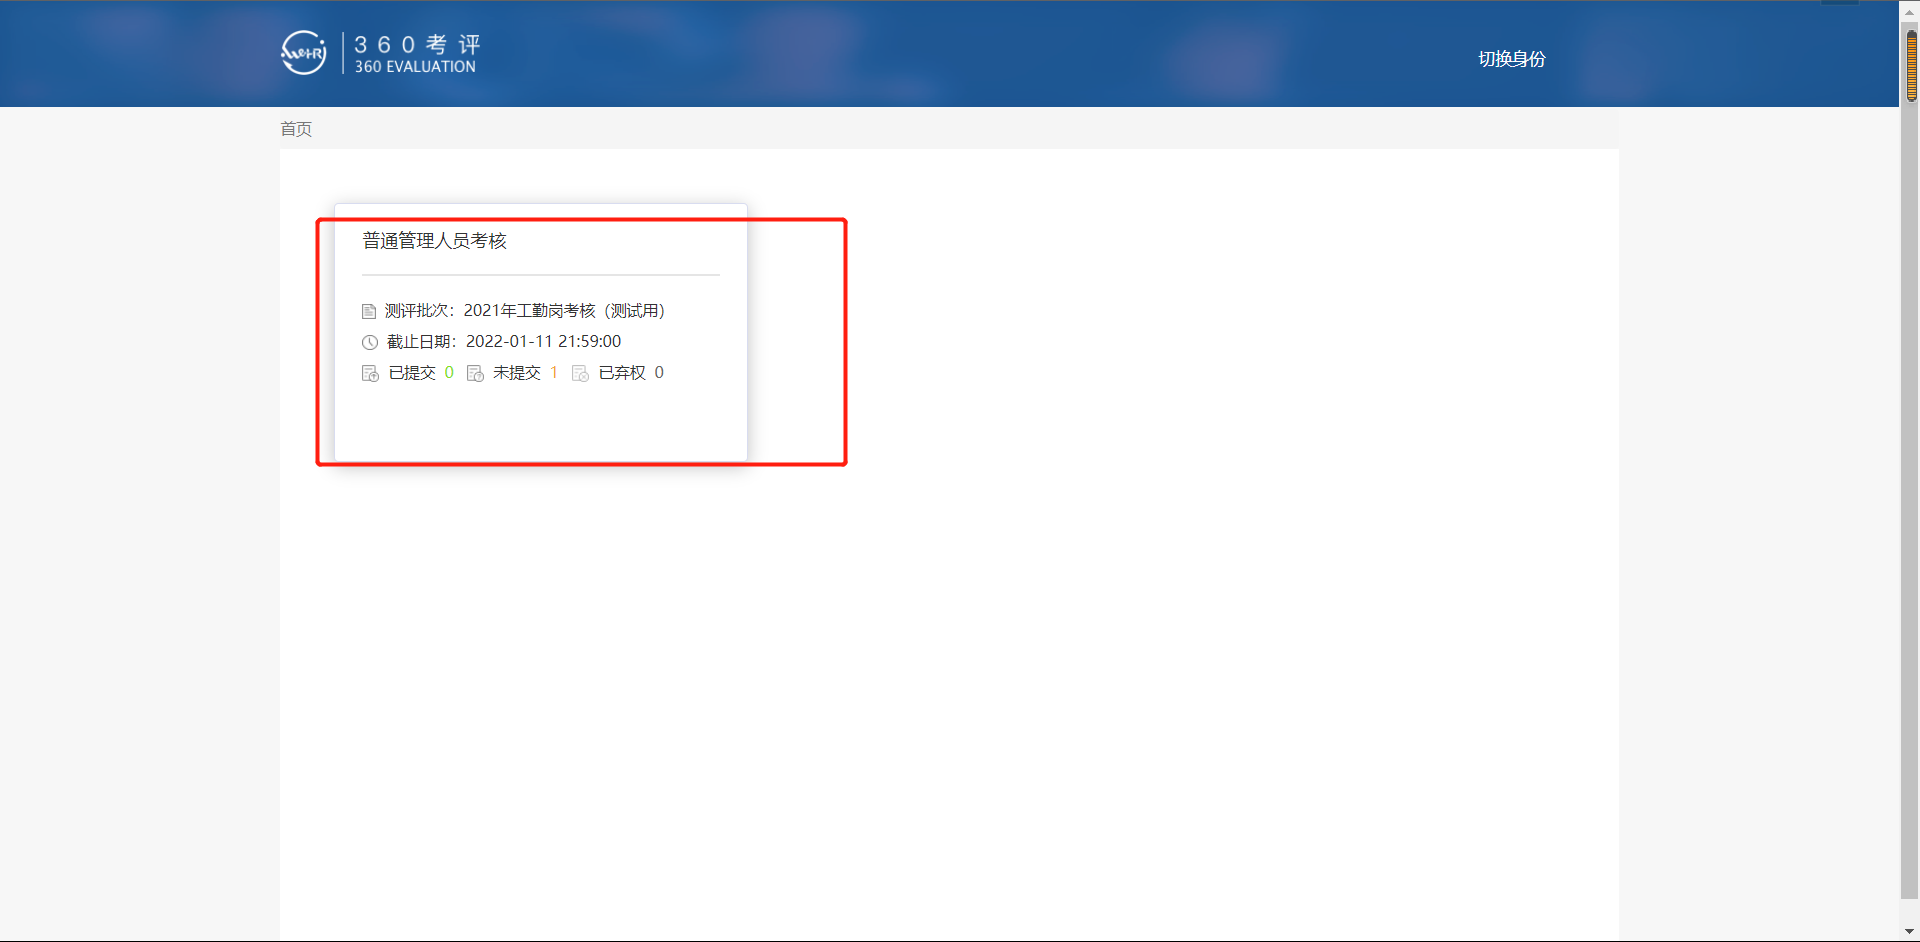 M&HR
360考评
360 EVALUATION
切换身份
首页
普通管理人员考核
测评批次：2021年工勤岗考核（测试用）
截止日期：2022-01-11 21:59:00
已提交 0 未提交 1 已弃权 0